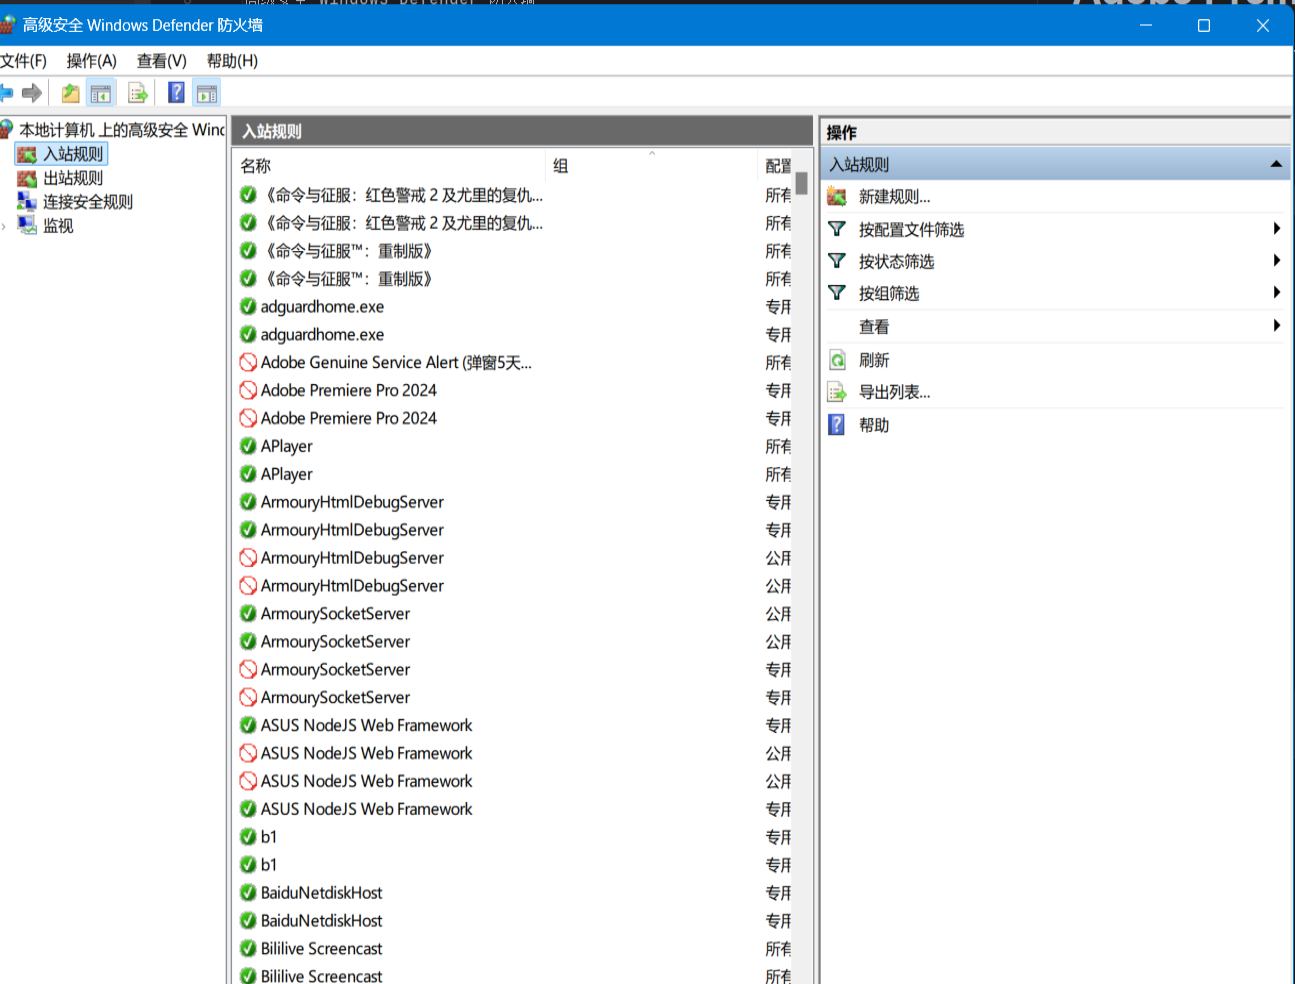 高级安全 Windows Defender 防火墙
文件(F) 操作(A) 查看(V) 帮助(H)
本地计算机 上的高级安全 Wind
入站规则
出站规则
连接安全规则
监视
入站规则
名称 组 配置
《命令与征服：红色警戒 2 及尤里的复仇... 所有
《命令与征服：红色警戒 2 及尤里的复仇... 所有
《命令与征服™：重制版》 所有
《命令与征服™：重制版》 所有
adguardhome.exe 专用
adguardhome.exe 专用
Adobe Genuine Service Alert (弹窗5天... 所有
Adobe Premiere Pro 2024 专用
Adobe Premiere Pro 2024 专用
APlayer 所有
APlayer 所有
ArmouryHtmlDebugServer 专用
ArmouryHtmlDebugServer 专用
ArmouryHtmlDebugServer 公用
ArmouryHtmlDebugServer 公用
ArmourySocketServer 公用
ArmourySocketServer 公用
ArmourySocketServer 专用
ArmourySocketServer 专用
ASUS NodeJS Web Framework 专用
ASUS NodeJS Web Framework 公用
ASUS NodeJS Web Framework 公用
ASUS NodeJS Web Framework 专用
b1 专用
b1 专用
BaiduNetdiskHost 专用
BaiduNetdiskHost 专用
Bililive Screencast 所有
Bililive Screencast 所有
操作
入站规则
新建规则...
按配置文件筛选
按状态筛选
按组筛选
查看
刷新
导出列表...
帮助